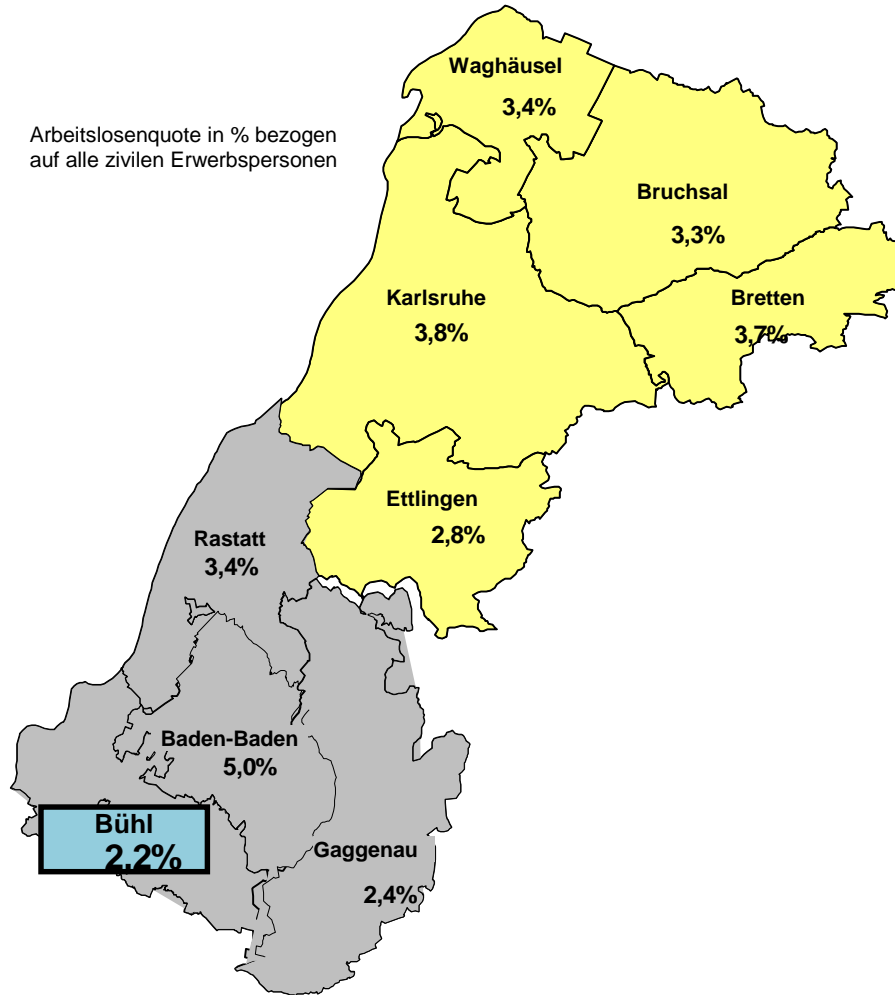 Waghäusel
3,4%
Arbeitslosenquote in % bezogen
auf alle zivilen Erwerbspersonen
Bruchsal
3,3%
Karlsruhe
3,8%
Bretten
3,7%
Ettlingen
2,8%
Rastatt
3,4%
Baden-Baden
5,0%
Bühl
2,2%
Gaggenau
2,4%